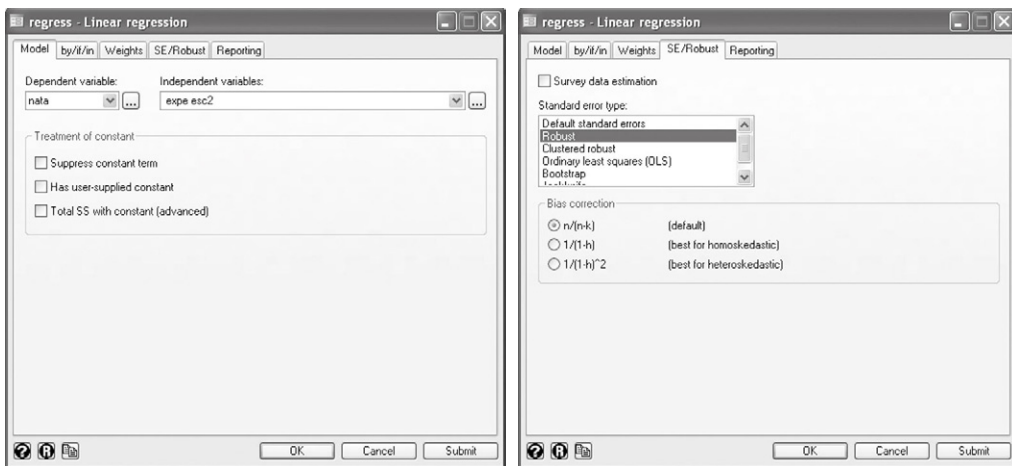 regress - Linear regression
Model by/if/in Weights SE/Robust Reporting
Dependent variable: Independent variables:
nata ... expe esc2 ...
Treatment of constant
Suppress constant term
Has user-supplied constant
Total SS with constant (advanced)
? R OK Cancel Submit
regress - Linear regression
Model by/if/in Weights SE/Robust Reporting
Survey data estimation
Standard error type:
Default standard errors
Robust
Clustered robust
Ordinary least squares (OLS)
Bootstrap
Bias correction
n/(n-k) (default)
1/(1-h) (best for homoskedastic)
1/(1-h)^2 (best for heteroskedastic)
? R OK Cancel Submit